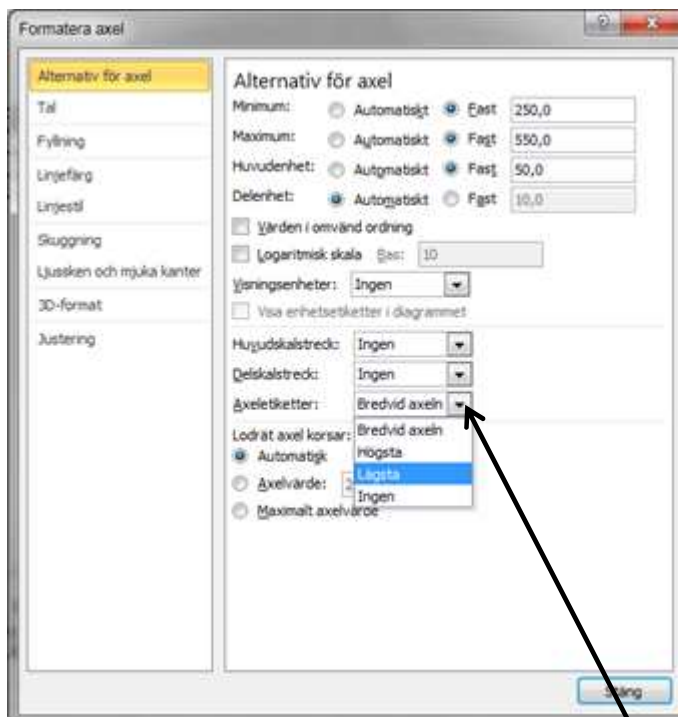 Formatera axel
Alternativ för axel
Tal
Fyllning
Linjefärg
Linjestil
Skuggning
Ljussken och mjuka kanter
3D-format
Justering
Alternativ för axel
Minimum: Automatiskt Fast 250,0
Maximum: Automatiskt Fast 550,0
Huvudenhet: Automatiskt Fast 50,0
Delenhet: Automatiskt Fast 10,0
Värden i omvänd ordning
Logaritmisk skala Bas: 10
Visningsenheter: Ingen
Visa enhetsetiketter i diagrammet
Huvudskalstreck: Ingen
Delskalstreck: Ingen
Axeletiketter: Bredvid axeln
Bredvid axeln
Högsta
Lägsta
Ingen
Lodrät axel korsar:
Automatisk
Axelvärde:
Maximalt axelvärde
Stäng